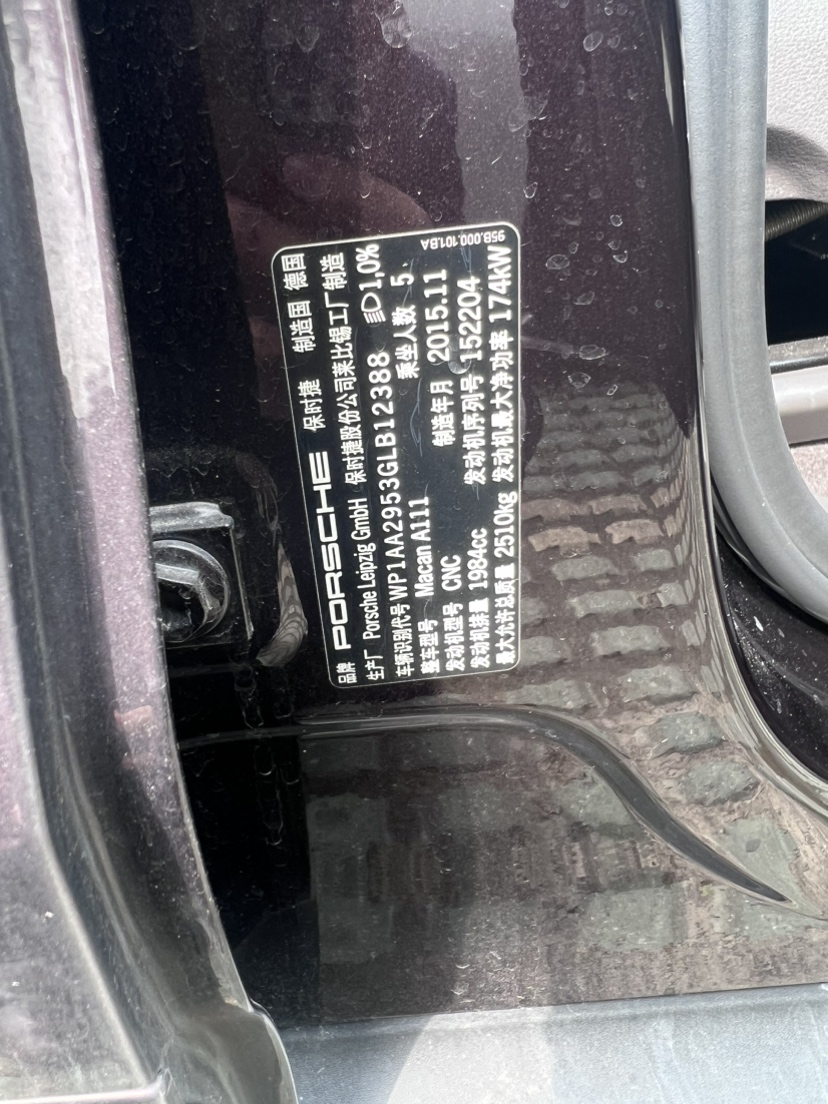 品牌 PORSCHE 保时捷 制造国 德国
生产厂 Porsche Leipzig GmbH 保时捷股份公司莱比锡工厂制造
车辆识别代号 WP1AA2953GLB12388 1,0%
整车型号 Macan A111 乘坐人数 5
发动机型号 CNC 制造年月 2015.11
发动机排量 1984cc 发动机序列号 152204
最大允许总质量 2510kg 发动机最大净功率 174kW
95B.000.101.BA